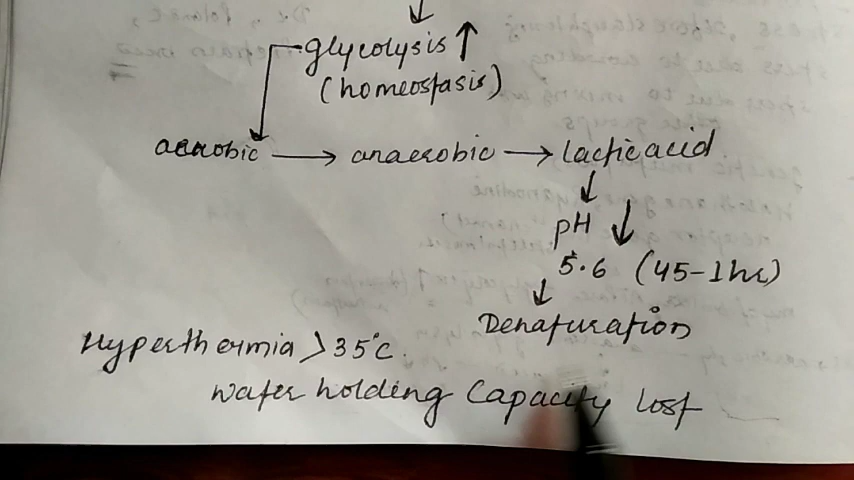 ↓
glycolysis ↑
(homeostasis)
aerobic → anaerobic → lactic acid
↓
pH ↓
5.6 (45-1hr)
↓
Denaturation
Hyperthermia >35°c.
water holding Capacity lost